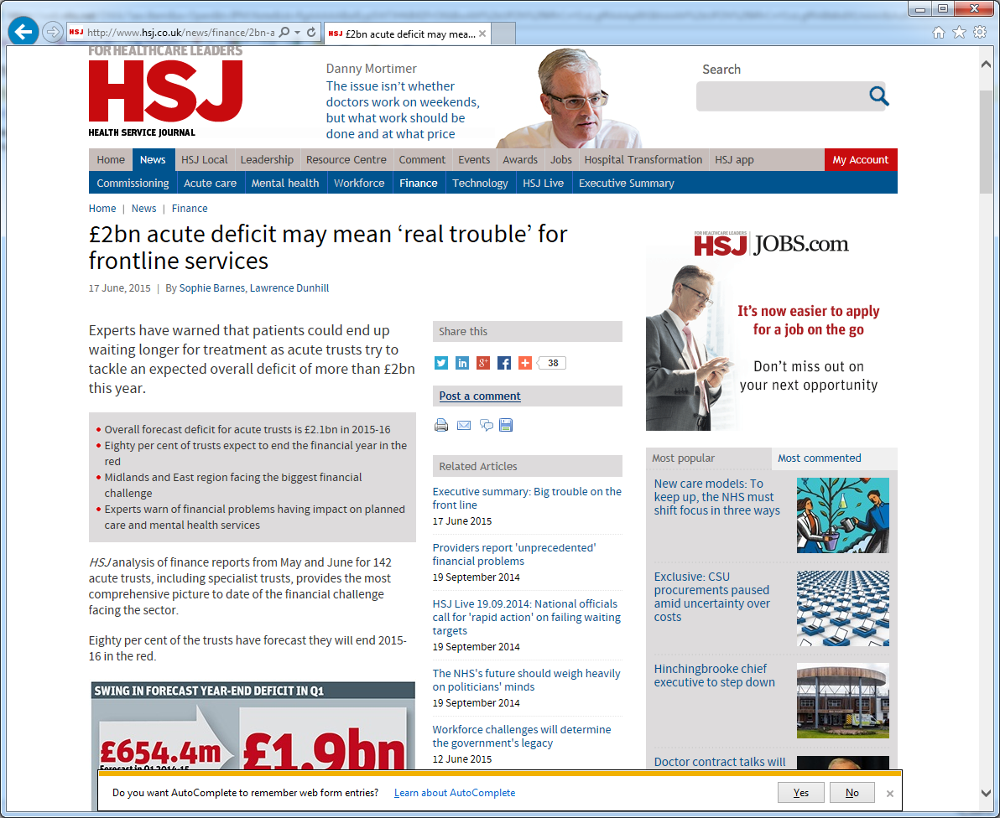 HSJ http://www.hsj.co.uk/news/finance/2bn-a
HSJ £2bn acute deficit may mea...
FOR HEALTHCARE LEADERS
HSJ
HEALTH SERVICE JOURNAL
Danny Mortimer
The issue isn't whether
doctors work on weekends,
but what work should be
done and at what price
Search
Home News HSJ Local Leadership Resource Centre Comment Events Awards Jobs Hospital Transformation HSJ app My Account
Commissioning Acute care Mental health Workforce Finance Technology HSJ Live Executive Summary
Home | News | Finance
£2bn acute deficit may mean ‘real trouble’ for
frontline services
17 June, 2015 | By Sophie Barnes, Lawrence Dunhill
Experts have warned that patients could end up
waiting longer for treatment as acute trusts try to
tackle an expected overall deficit of more than £2bn
this year.
• Overall forecast deficit for acute trusts is £2.1bn in 2015-16
• Eighty per cent of trusts expect to end the financial year in the
red
• Midlands and East region facing the biggest financial
challenge
• Experts warn of financial problems having impact on planned
care and mental health services
HSJ analysis of finance reports from May and June for 142
acute trusts, including specialist trusts, provides the most
comprehensive picture to date of the financial challenge
facing the sector.
Eighty per cent of the trusts have forecast they will end 2015-
16 in the red.
SWING IN FORECAST YEAR-END DEFICIT IN Q1
£654.4m
Forecast in Q1 2014-15
£1.9bn
Share this
38
Post a comment
Related Articles
Executive summary: Big trouble on the
front line
17 June 2015
Providers report 'unprecedented'
financial problems
19 September 2014
HSJ Live 19.09.2014: National officials
call for 'rapid action' on failing waiting
targets
19 September 2014
The NHS's future should weigh heavily
on politicians' minds
19 September 2014
Workforce challenges will determine
the government's legacy
12 June 2015
FOR HEALTHCARE LEADERS
HSJ JOBS.com
It's now easier to apply
for a job on the go
Don't miss out on
your next opportunity
Most popular
Most commented
New care models: To
keep up, the NHS must
shift focus in three ways
Exclusive: CSU
procurements paused
amid uncertainty over
costs
Hinchingbrooke chief
executive to step down
Doctor contract talks will
Do you want AutoComplete to remember web form entries? Learn about AutoComplete Yes No